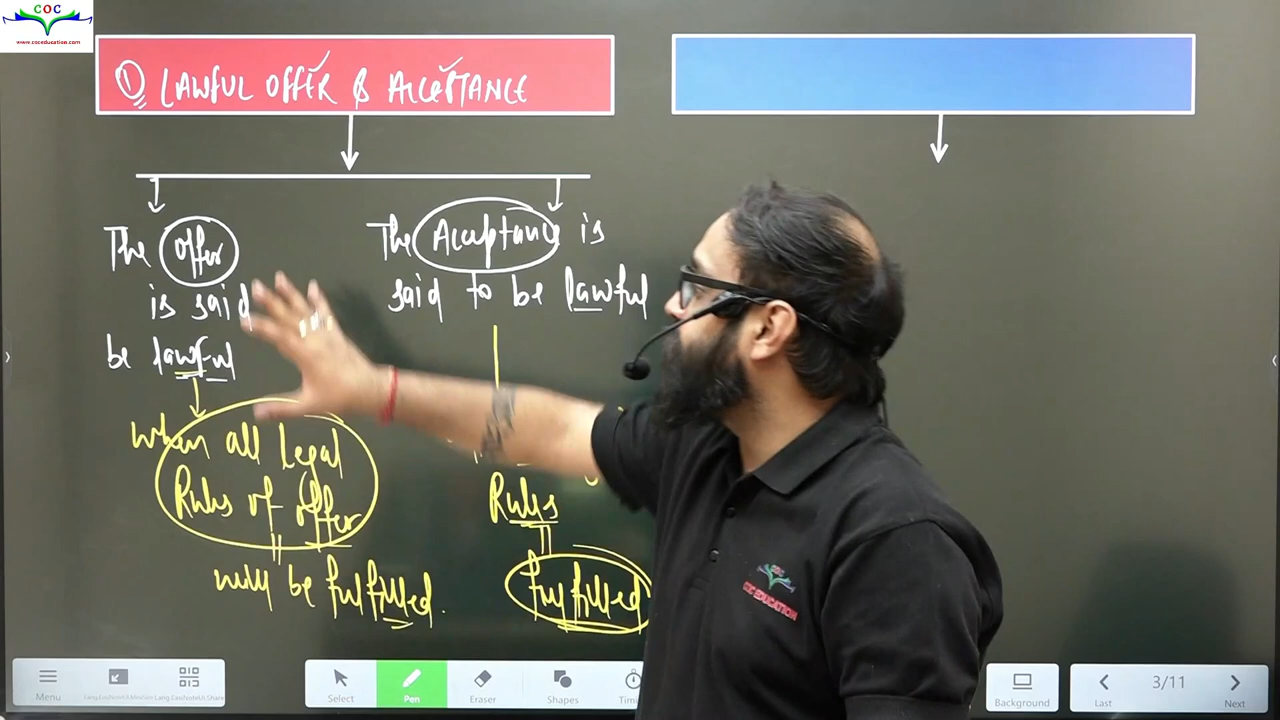 COC
www.coceducation.com
① LAWFUL OFFER & ACCEPTANCE
The Offer
is said
be lawful
When all Legal
Rules of offer
will be fulfilled.
The Acceptance is
said to be lawful
Rules
fulfilled
COC EDUCATION
Menu
Select
Pen
Eraser
Shapes
Background
Last
3/11
Next